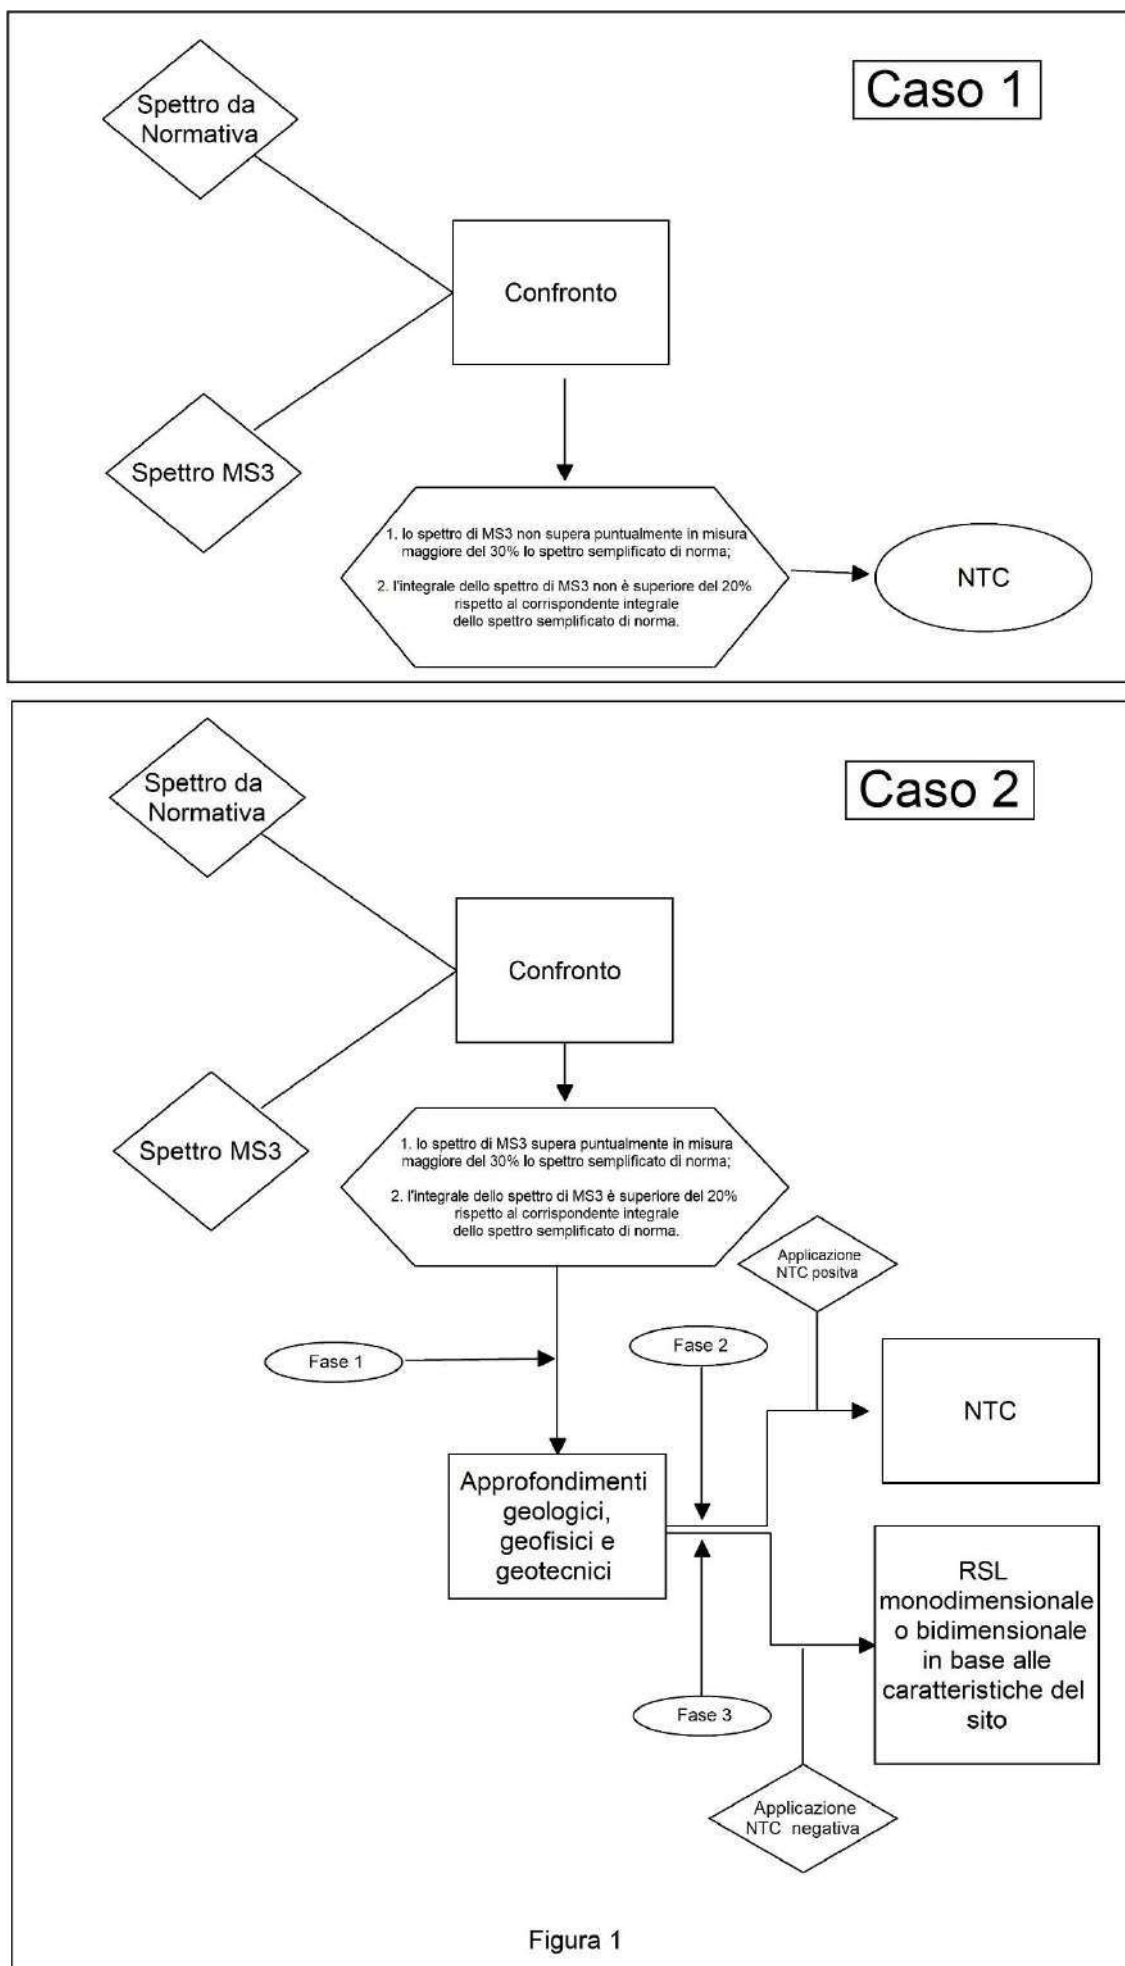 Caso 1
Spettro da
Normativa
Confronto
Spettro MS3
1. lo spettro di MS3 non supera puntualmente in misura
maggiore del 30% lo spettro semplificato di norma;
2. l'integrale dello spettro di MS3 non è superiore del 20%
rispetto al corrispondente integrale
dello spettro semplificato di norma.
NTC
Caso 2
Spettro da
Normativa
Confronto
Spettro MS3
1. lo spettro di MS3 supera puntualmente in misura
maggiore del 30% lo spettro semplificato di norma;
2. l'integrale dello spettro di MS3 è superiore del 20%
rispetto al corrispondente integrale
dello spettro semplificato di norma.
Applicazione
NTC positva
Fase 1
Fase 2
NTC
Approfondimenti
geologici,
geofisici e
geotecnici
RSL
monodimensionale
o bidimensionale
in base alle
caratteristiche del
sito
Fase 3
Applicazione
NTC negativa
Figura 1